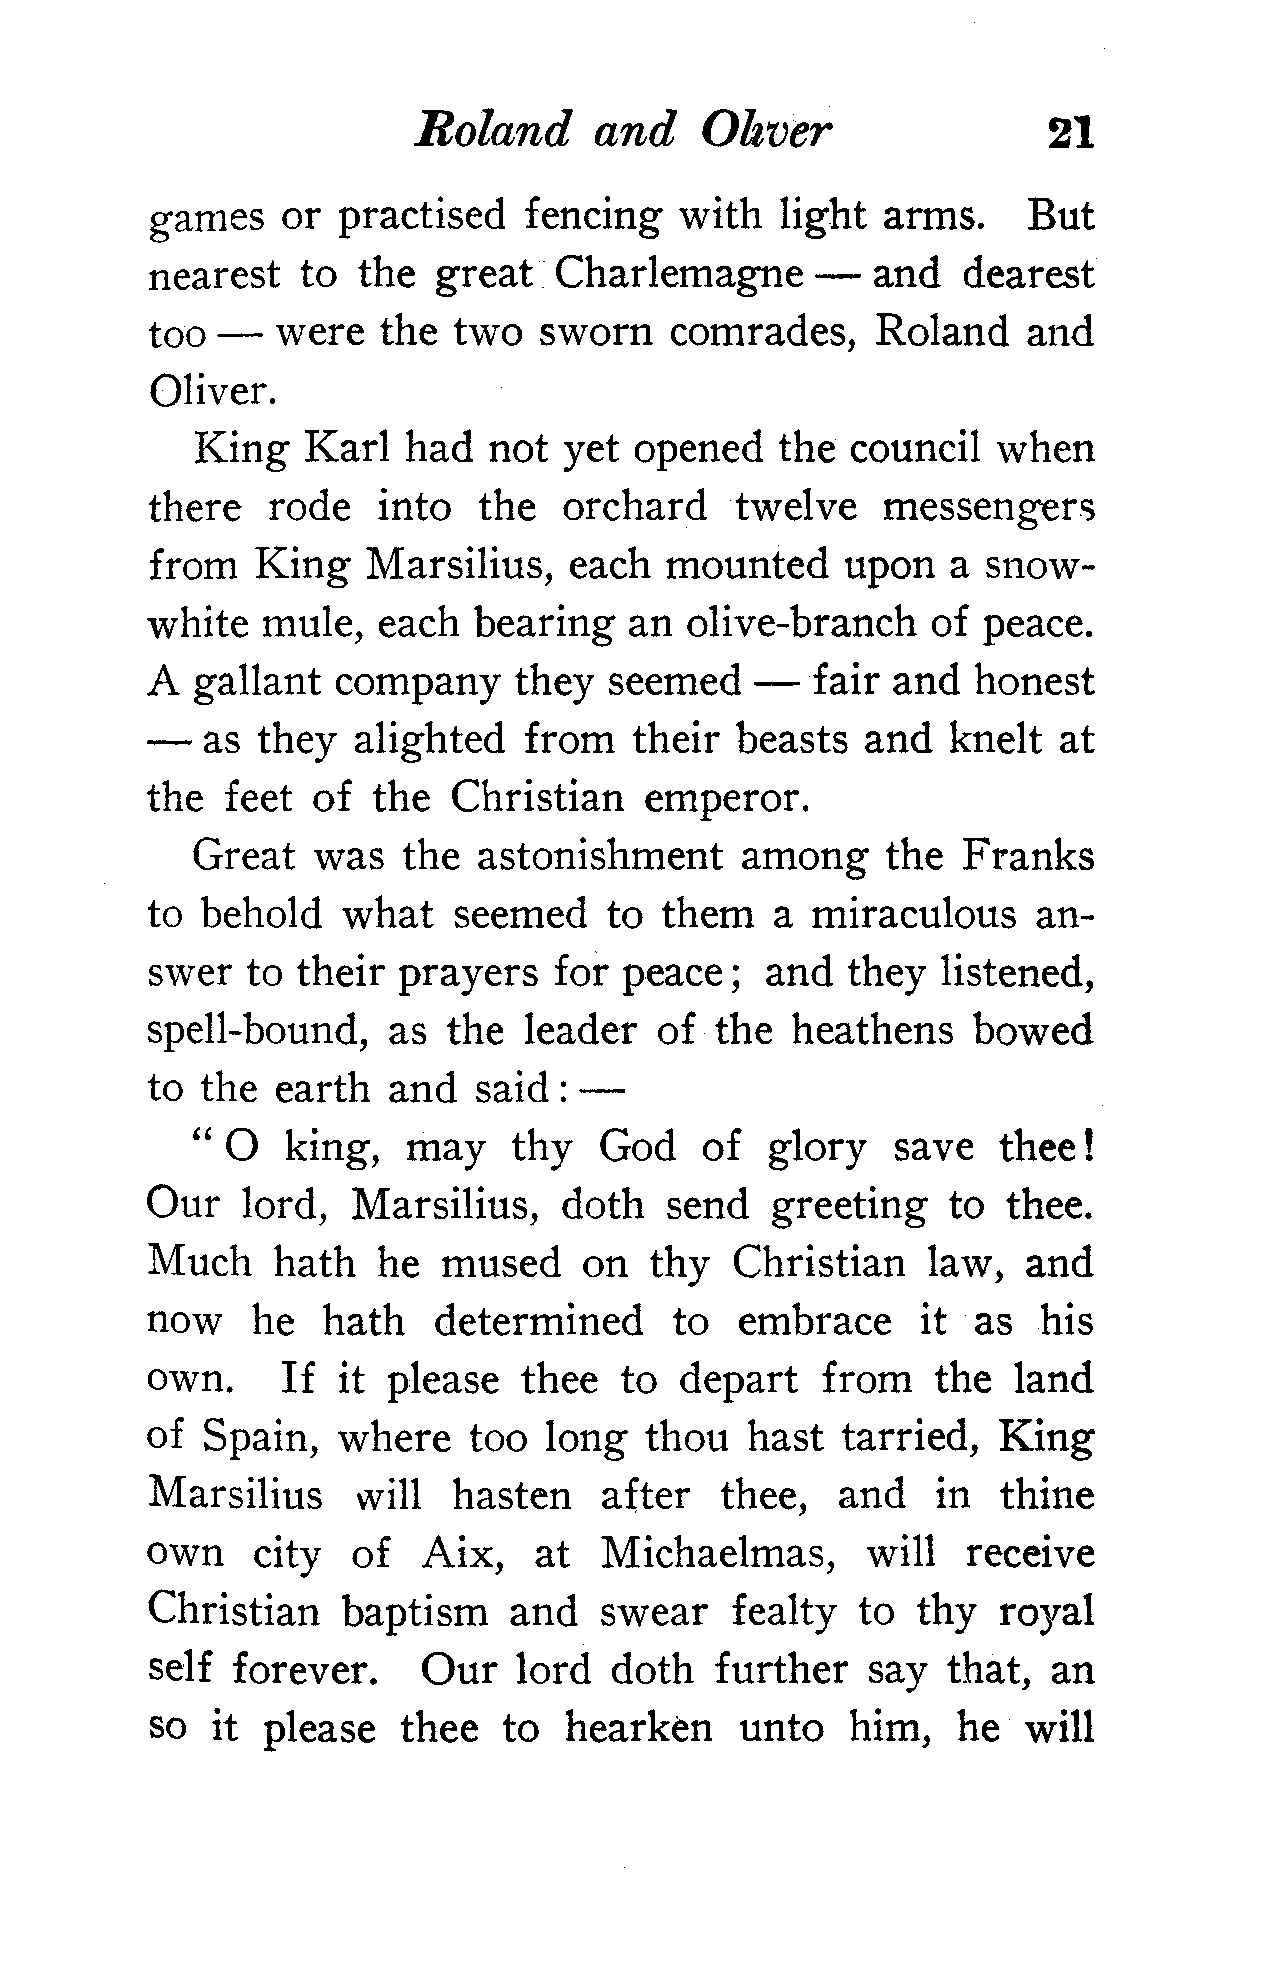 Roland and Oliver 21
games or practised fencing with light arms. But
nearest to the great Charlemagne — and dearest
too — were the two sworn comrades, Roland and
Oliver.
King Karl had not yet opened the council when
there rode into the orchard twelve messengers
from King Marsilius, each mounted upon a snow-
white mule, each bearing an olive-branch of peace.
A gallant company they seemed — fair and honest
— as they alighted from their beasts and knelt at
the feet of the Christian emperor.
Great was the astonishment among the Franks
to behold what seemed to them a miraculous an-
swer to their prayers for peace; and they listened,
spell-bound, as the leader of the heathens bowed
to the earth and said: —
“O king, may thy God of glory save thee!
Our lord, Marsilius, doth send greeting to thee.
Much hath he mused on thy Christian law, and
now he hath determined to embrace it as his
own. If it please thee to depart from the land
of Spain, where too long thou hast tarried, King
Marsilius will hasten after thee, and in thine
own city of Aix, at Michaelmas, will receive
Christian baptism and swear fealty to thy royal
self forever. Our lord doth further say that, an
so it please thee to hearken unto him, he will